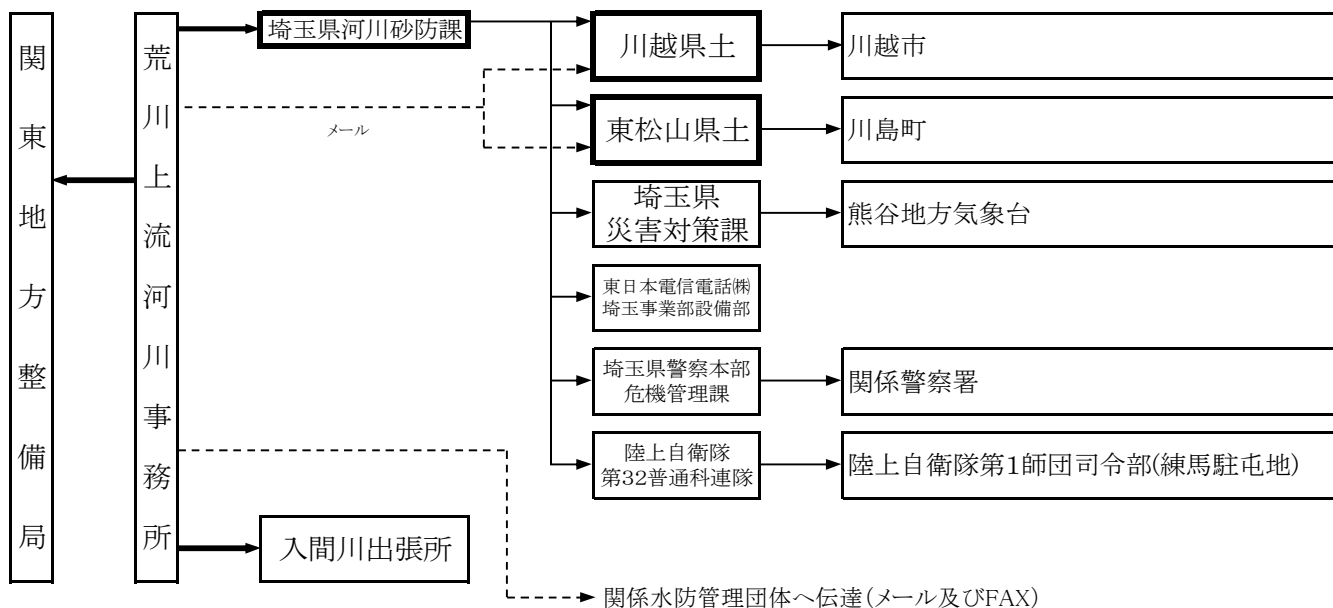 関東地方整備局
荒川上流河川事務所
埼玉県河川砂防課
メール
川越県土
川越市
東松山県土
川島町
埼玉県
災害対策課
熊谷地方気象台
東日本電信電話㈱
埼玉事業部設備部
埼玉県警察本部
危機管理課
関係警察署
陸上自衛隊
第32普通科連隊
陸上自衛隊第1師団司令部(練馬駐屯地)
入間川出張所
関係水防管理団体へ伝達(メール及びFAX)